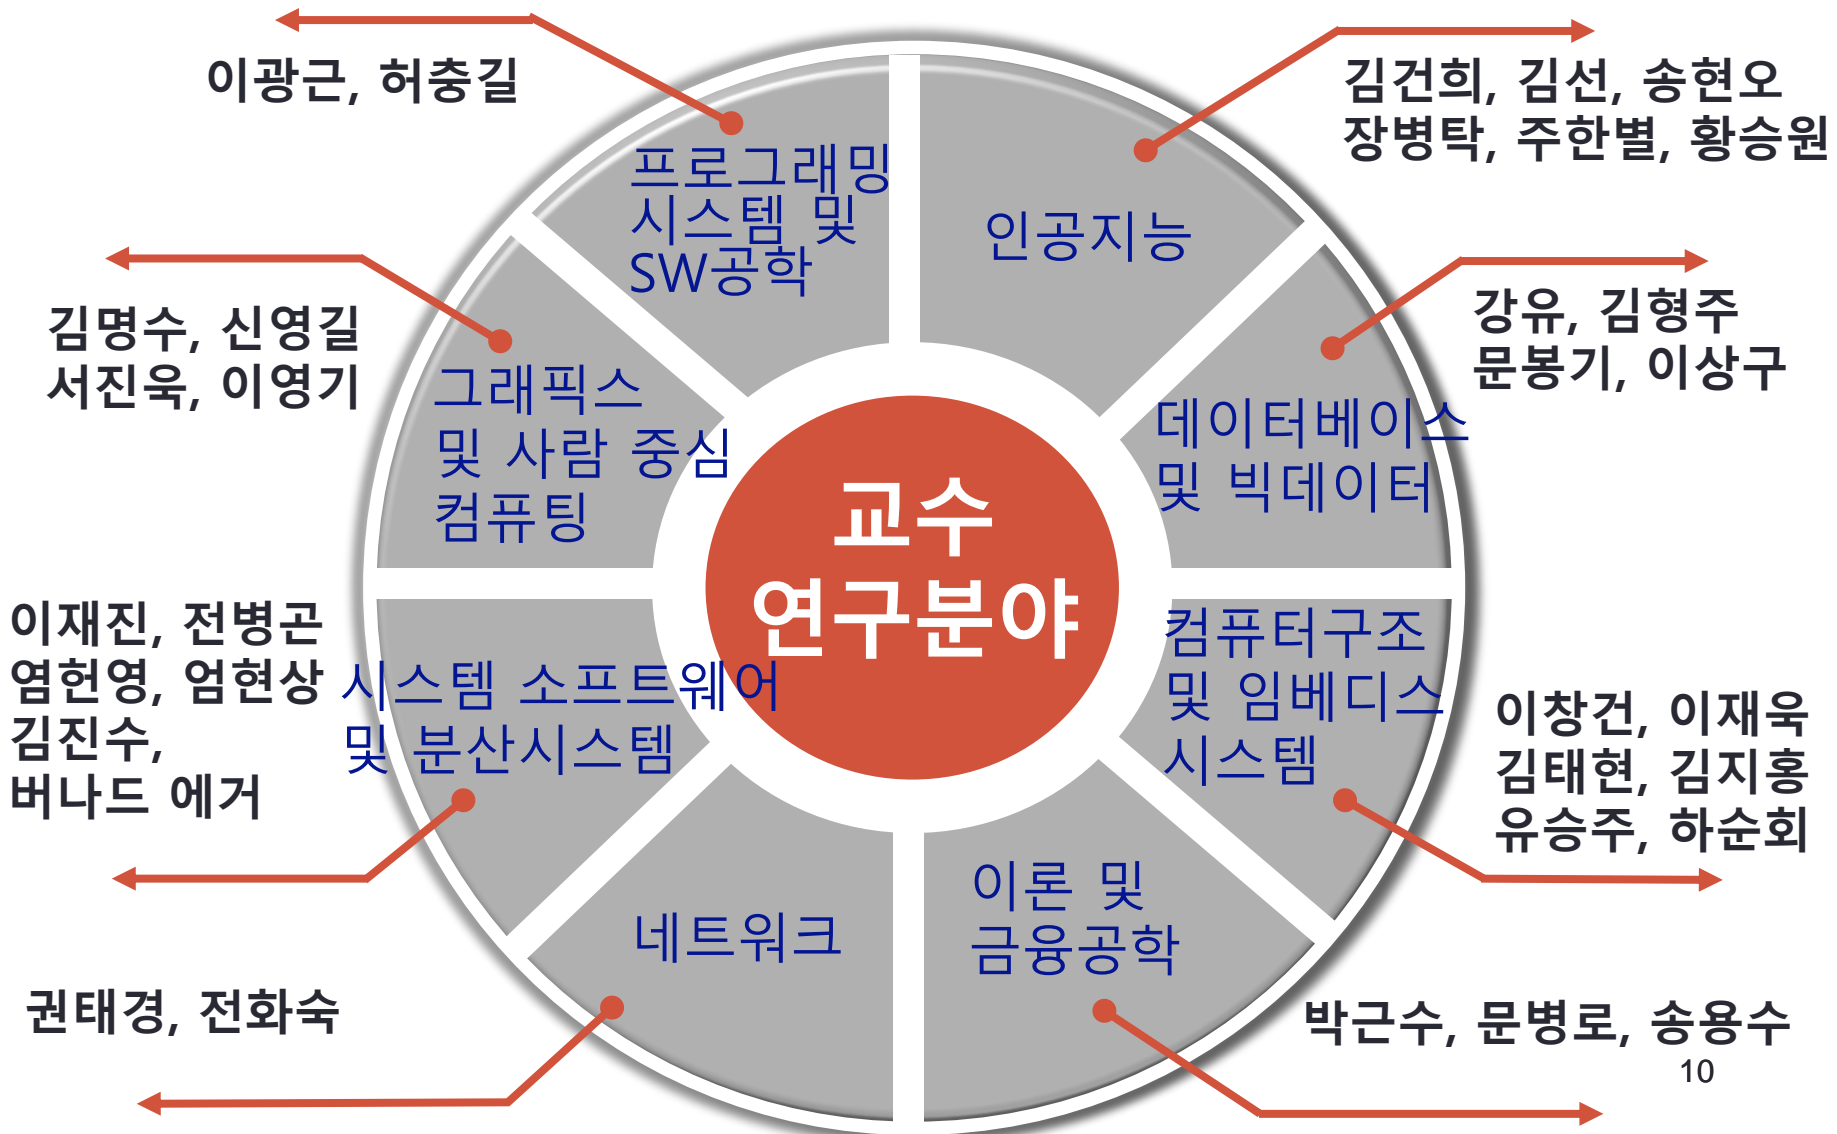 이광근, 허충길
김건희, 김선, 송현오
장병탁, 주한별, 황승원
프로그래밍
시스템 및
SW공학
인공지능
김명수, 신영길
서진욱, 이영기
강유, 김형주
문봉기, 이상구
그래픽스
및 사람 중심
컴퓨팅
데이터베이스
및 빅데이터
교수
연구분야
이재진, 전병곤
염헌영, 엄현상
김진수,
버나드 에거
시스템 소프트웨어
및 분산시스템
컴퓨터구조
및 임베디스
시스템
이창건, 이재욱
김태현, 김지홍
유승주, 하순회
네트워크
이론 및
금융공학
권태경, 전화숙
박근수, 문병로, 송용수
10